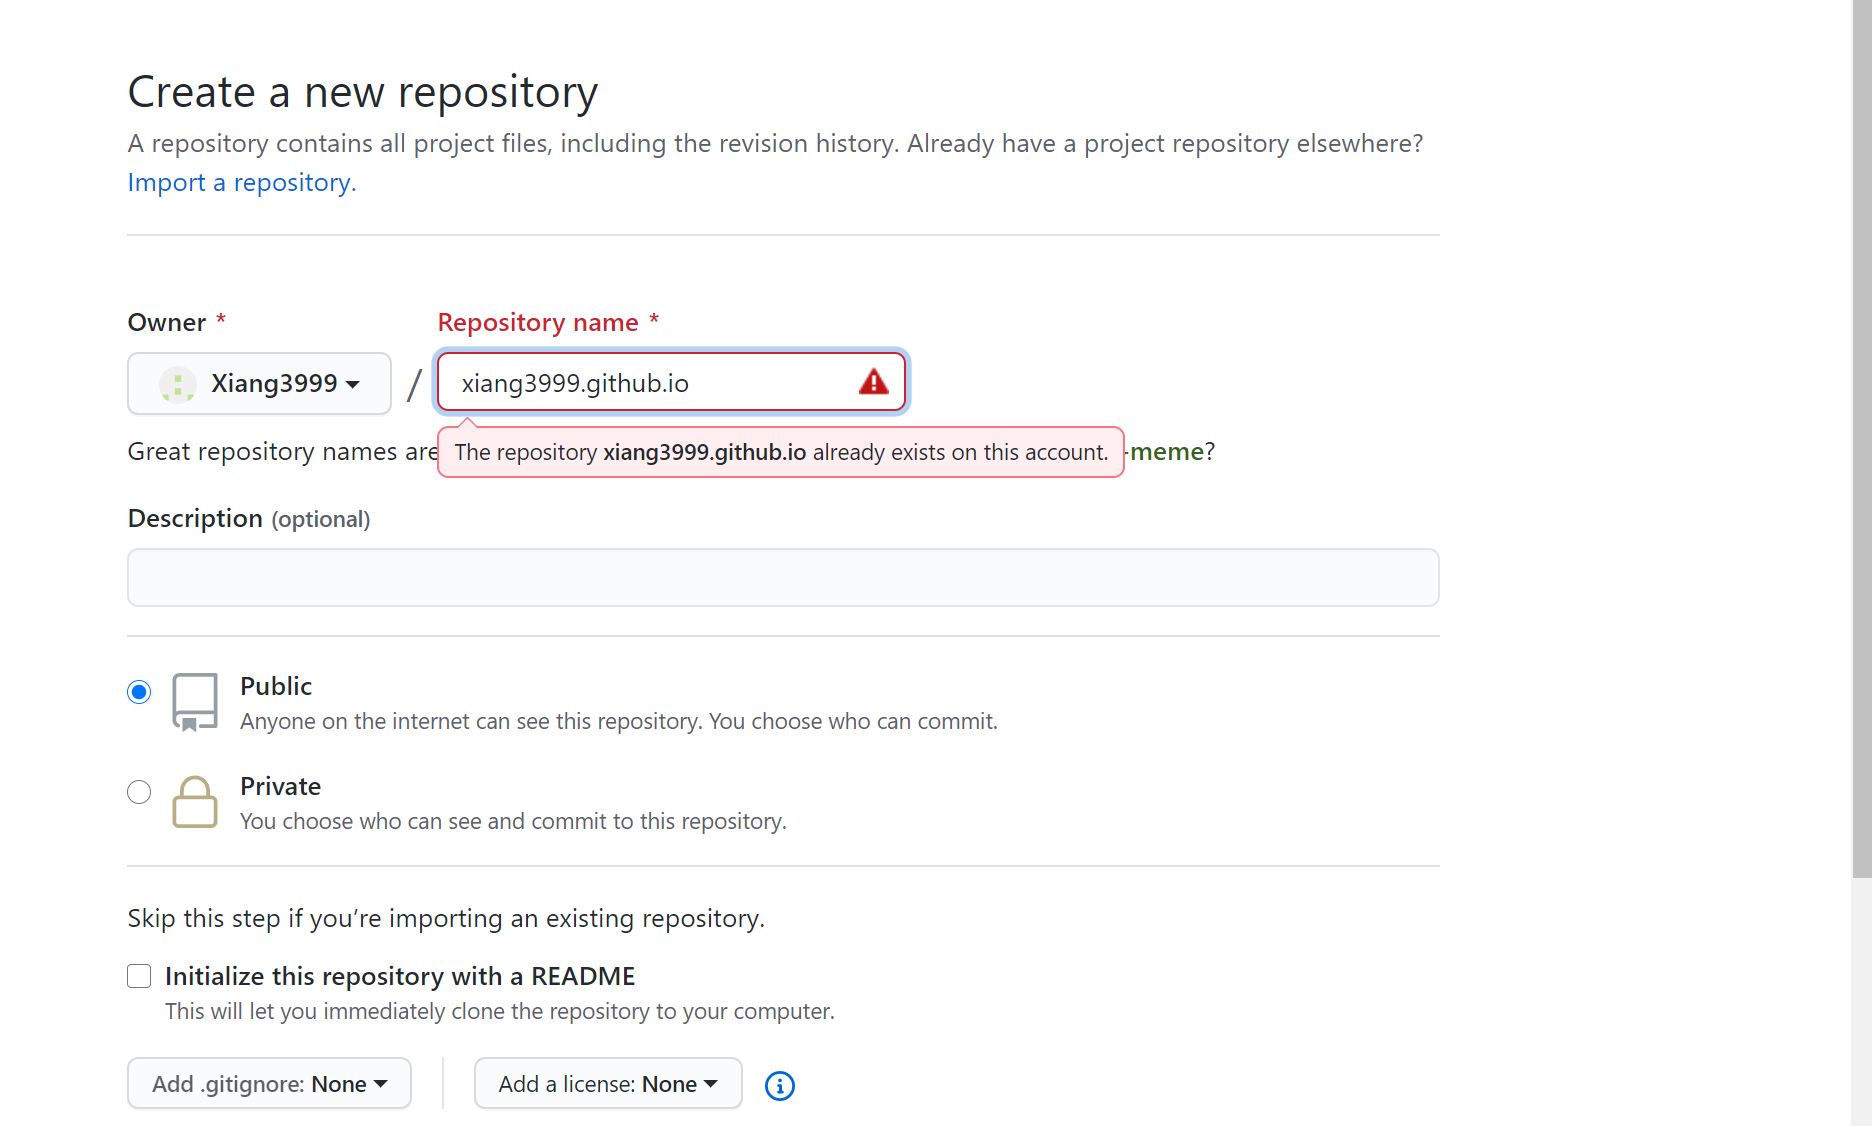 Create a new repository
A repository contains all project files, including the revision history. Already have a project repository elsewhere?
Import a repository.
Owner *
Repository name *
Xiang3999
/
xiang3999.github.io
Great repository names are
The repository xiang3999.github.io already exists on this account.
-meme?
Description (optional)
Public
Anyone on the internet can see this repository. You choose who can commit.
Private
You choose who can see and commit to this repository.
Skip this step if you’re importing an existing repository.
Initialize this repository with a README
This will let you immediately clone the repository to your computer.
Add .gitignore: None
Add a license: None